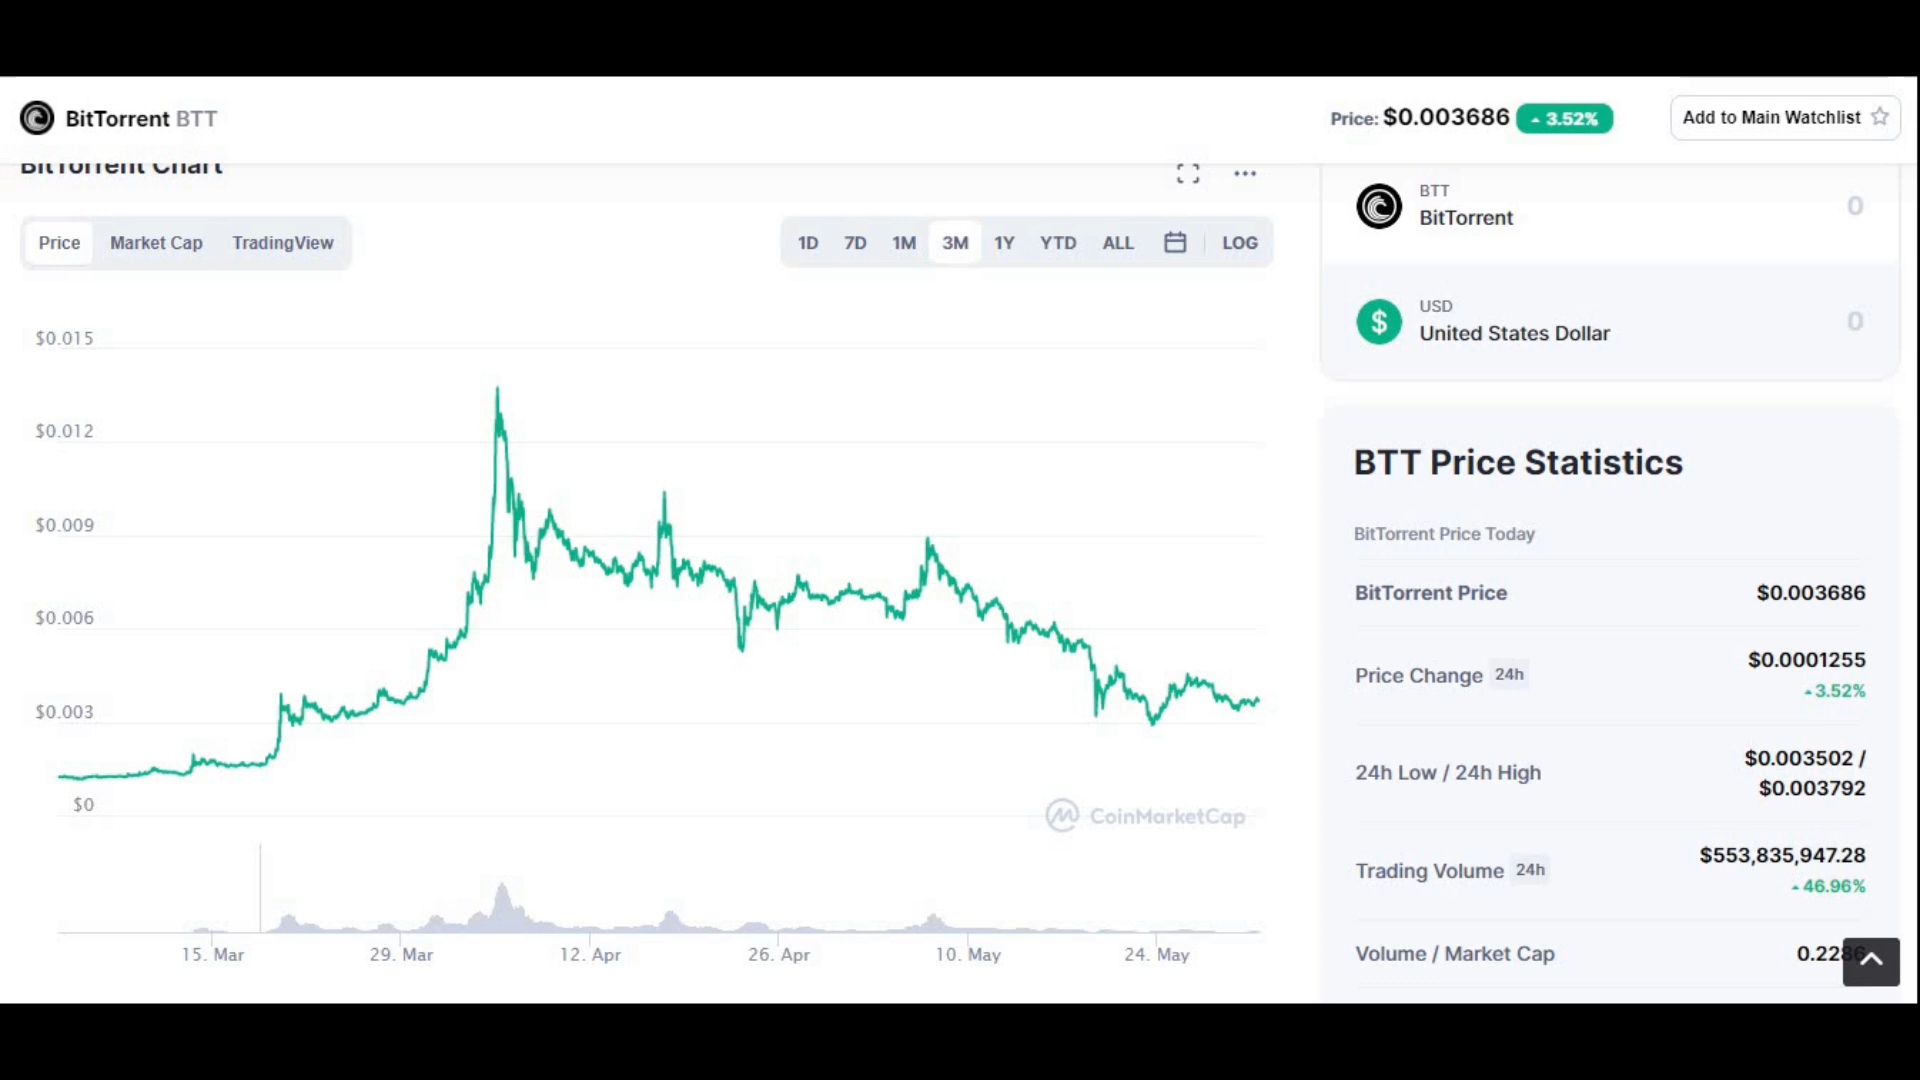 BitTorrent BTT
Price: $0.003686 3.52%
Add to Main Watchlist
BitTorrent Chart
Price Market Cap TradingView
1D 7D 1M 3M 1Y YTD ALL LOG
$0.015
$0.012
$0.009
$0.006
$0.003
$0
CoinMarketCap
15. Mar 29. Mar 12. Apr 26. Apr 10. May 24. May
BTT
BitTorrent
0
$
USD
United States Dollar
0
BTT Price Statistics
BitTorrent Price Today
BitTorrent Price $0.003686
Price Change 24h $0.0001255
3.52%
24h Low / 24h High $0.003502 /
$0.003792
Trading Volume 24h $553,835,947.28
46.96%
Volume / Market Cap 0.2286